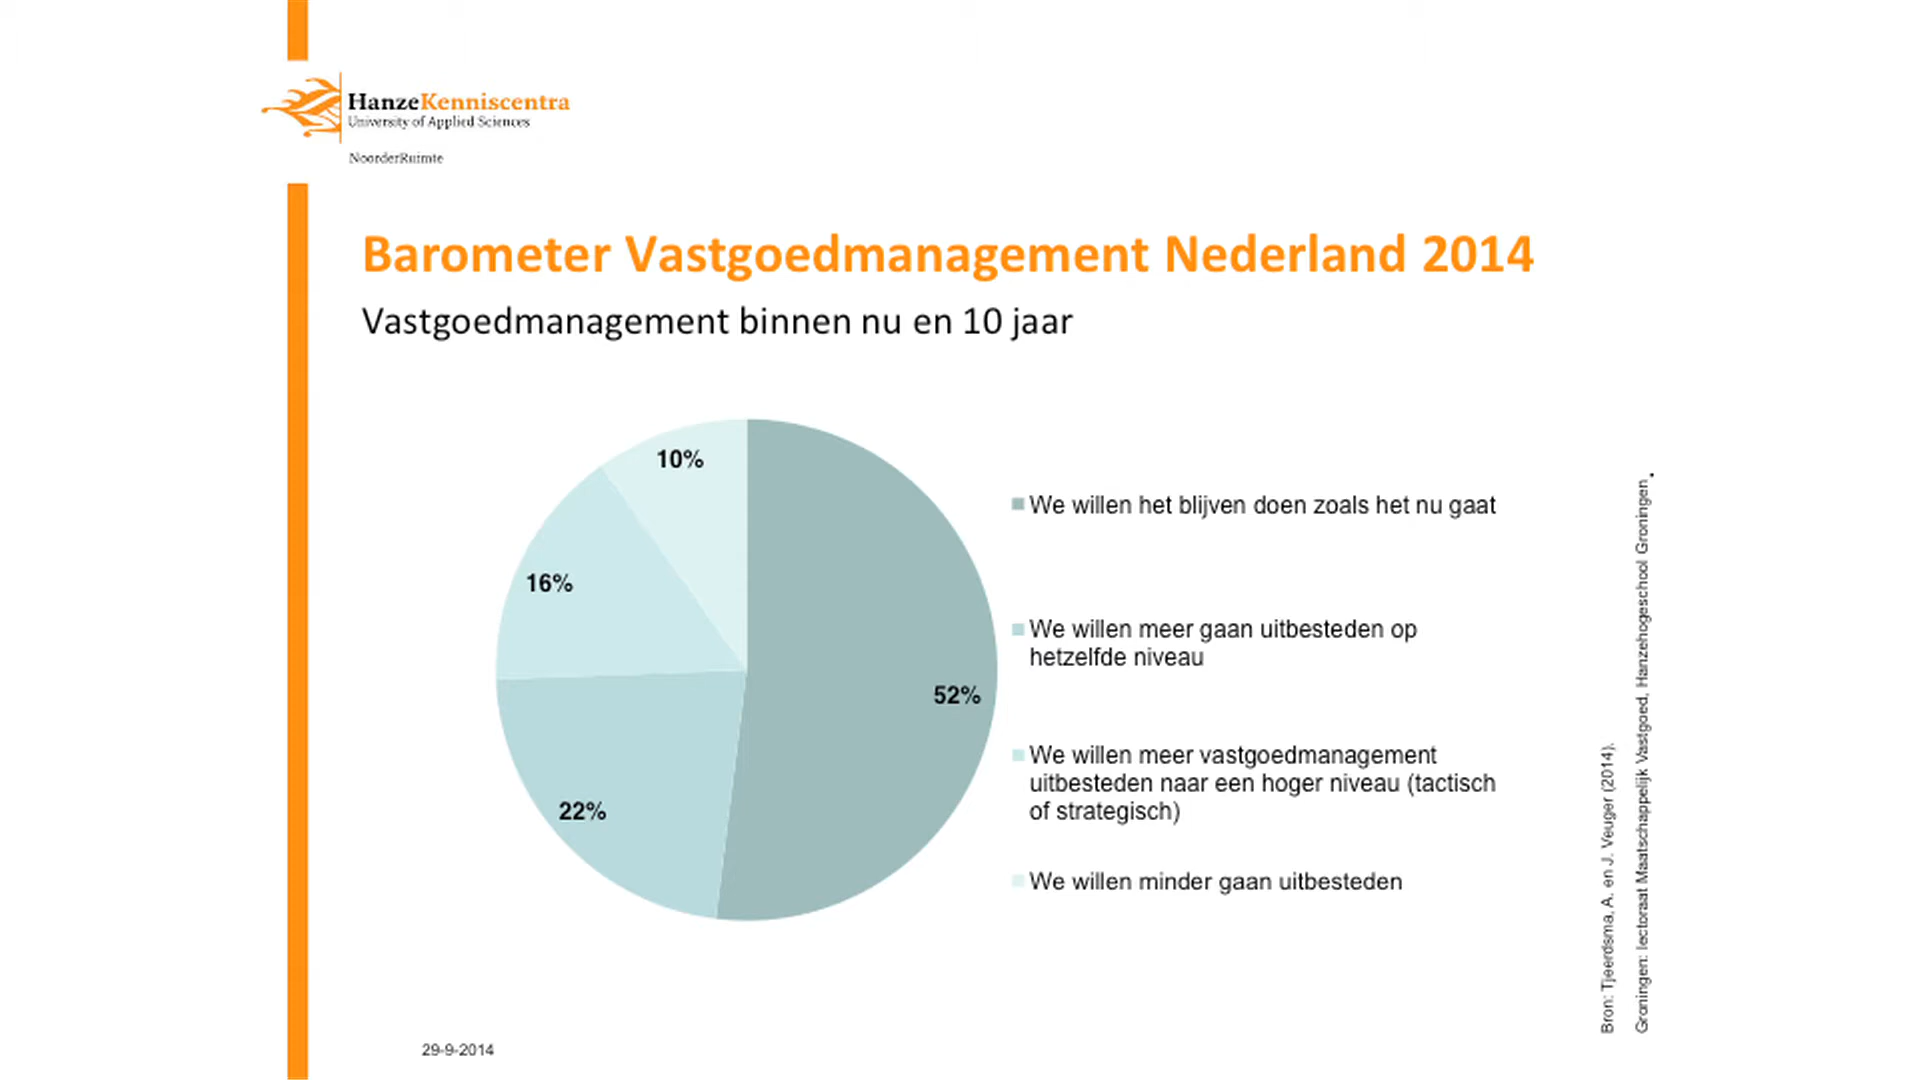 HanzeKenniscentra
University of Applied Sciences
NoorderRuimte
Barometer Vastgoedmanagement Nederland 2014
Vastgoedmanagement binnen nu en 10 jaar
10%
16%
52%
22%
We willen het blijven doen zoals het nu gaat
We willen meer gaan uitbesteden op
hetzelfde niveau
We willen meer vastgoedmanagement
uitbesteden naar een hoger niveau (tactisch
of strategisch)
We willen minder gaan uitbesteden
Bron: Tjeerdsma, A. en J. Veuger (2014).
Groningen: lectoraat Maatschappelijk Vastgoed, Hanzehogeschool Groningen.
29-9-2014